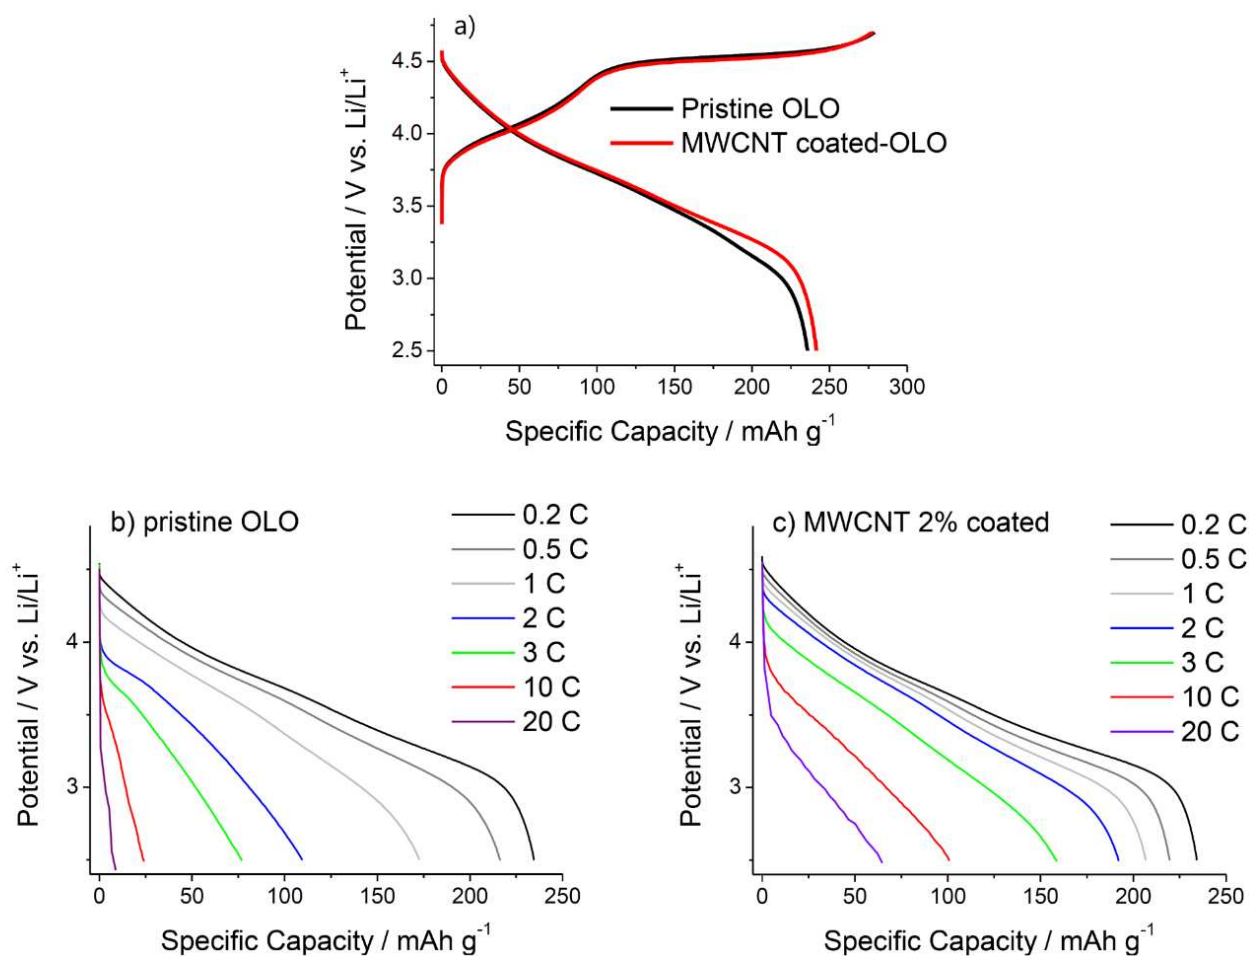 a)
4.5
4.0
3.5
3.0
2.5
Potential / V vs. Li/Li⁺
Pristine OLO
MWCNT coated-OLO
0 50 100 150 200 250 300
Specific Capacity / mAh g⁻¹
b) pristine OLO
0.2 C
0.5 C
1 C
2 C
3 C
10 C
20 C
4
3
Potential / V vs. Li/Li⁺
0 50 100 150 200 250
Specific Capacity / mAh g⁻¹
c) MWCNT 2% coated
0.2 C
0.5 C
1 C
2 C
3 C
10 C
20 C
4
3
Potential / V vs. Li/Li⁺
0 50 100 150 200 250
Specific Capacity / mAh g⁻¹